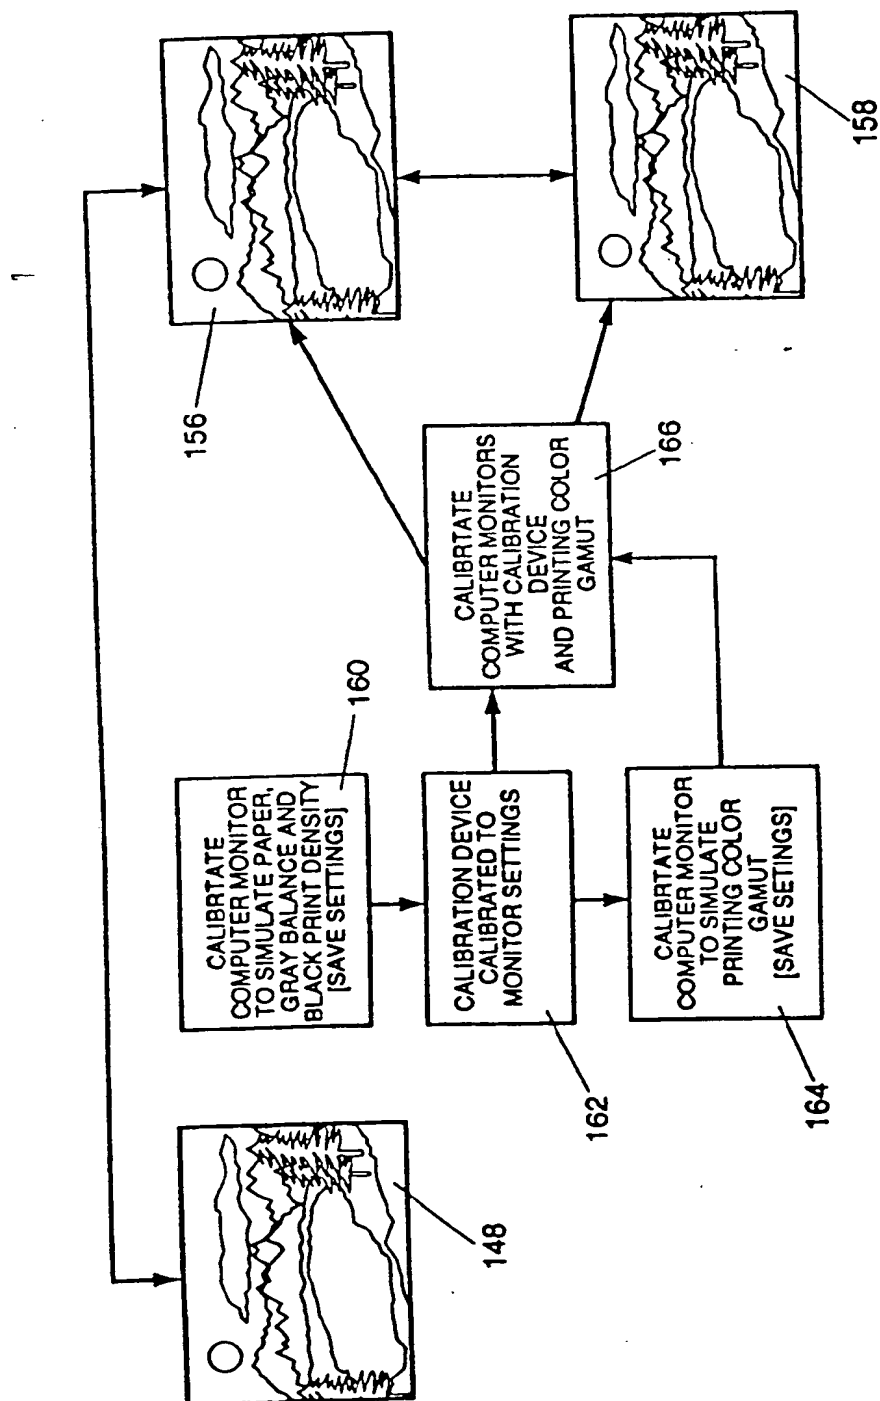 CALIBRTATE
COMPUTER MONITOR
TO SIMULATE PAPER,
GRAY BALANCE AND
BLACK PRINT DENSITY
[SAVE SETTINGS]
160
CALIBRATION DEVICE
CALIBRATED TO
MONITOR SETTINGS
162
CALIBRTATE
COMPUTER MONITOR
TO SIMULATE
PRINTING COLOR
GAMUT
[SAVE SETINGS]
164
CALIBRTATE
COMPUTER MONITORS
WITH CALIBRATION
DEVICE
AND PRINTING COLOR
GAMUT
166
148
156
158